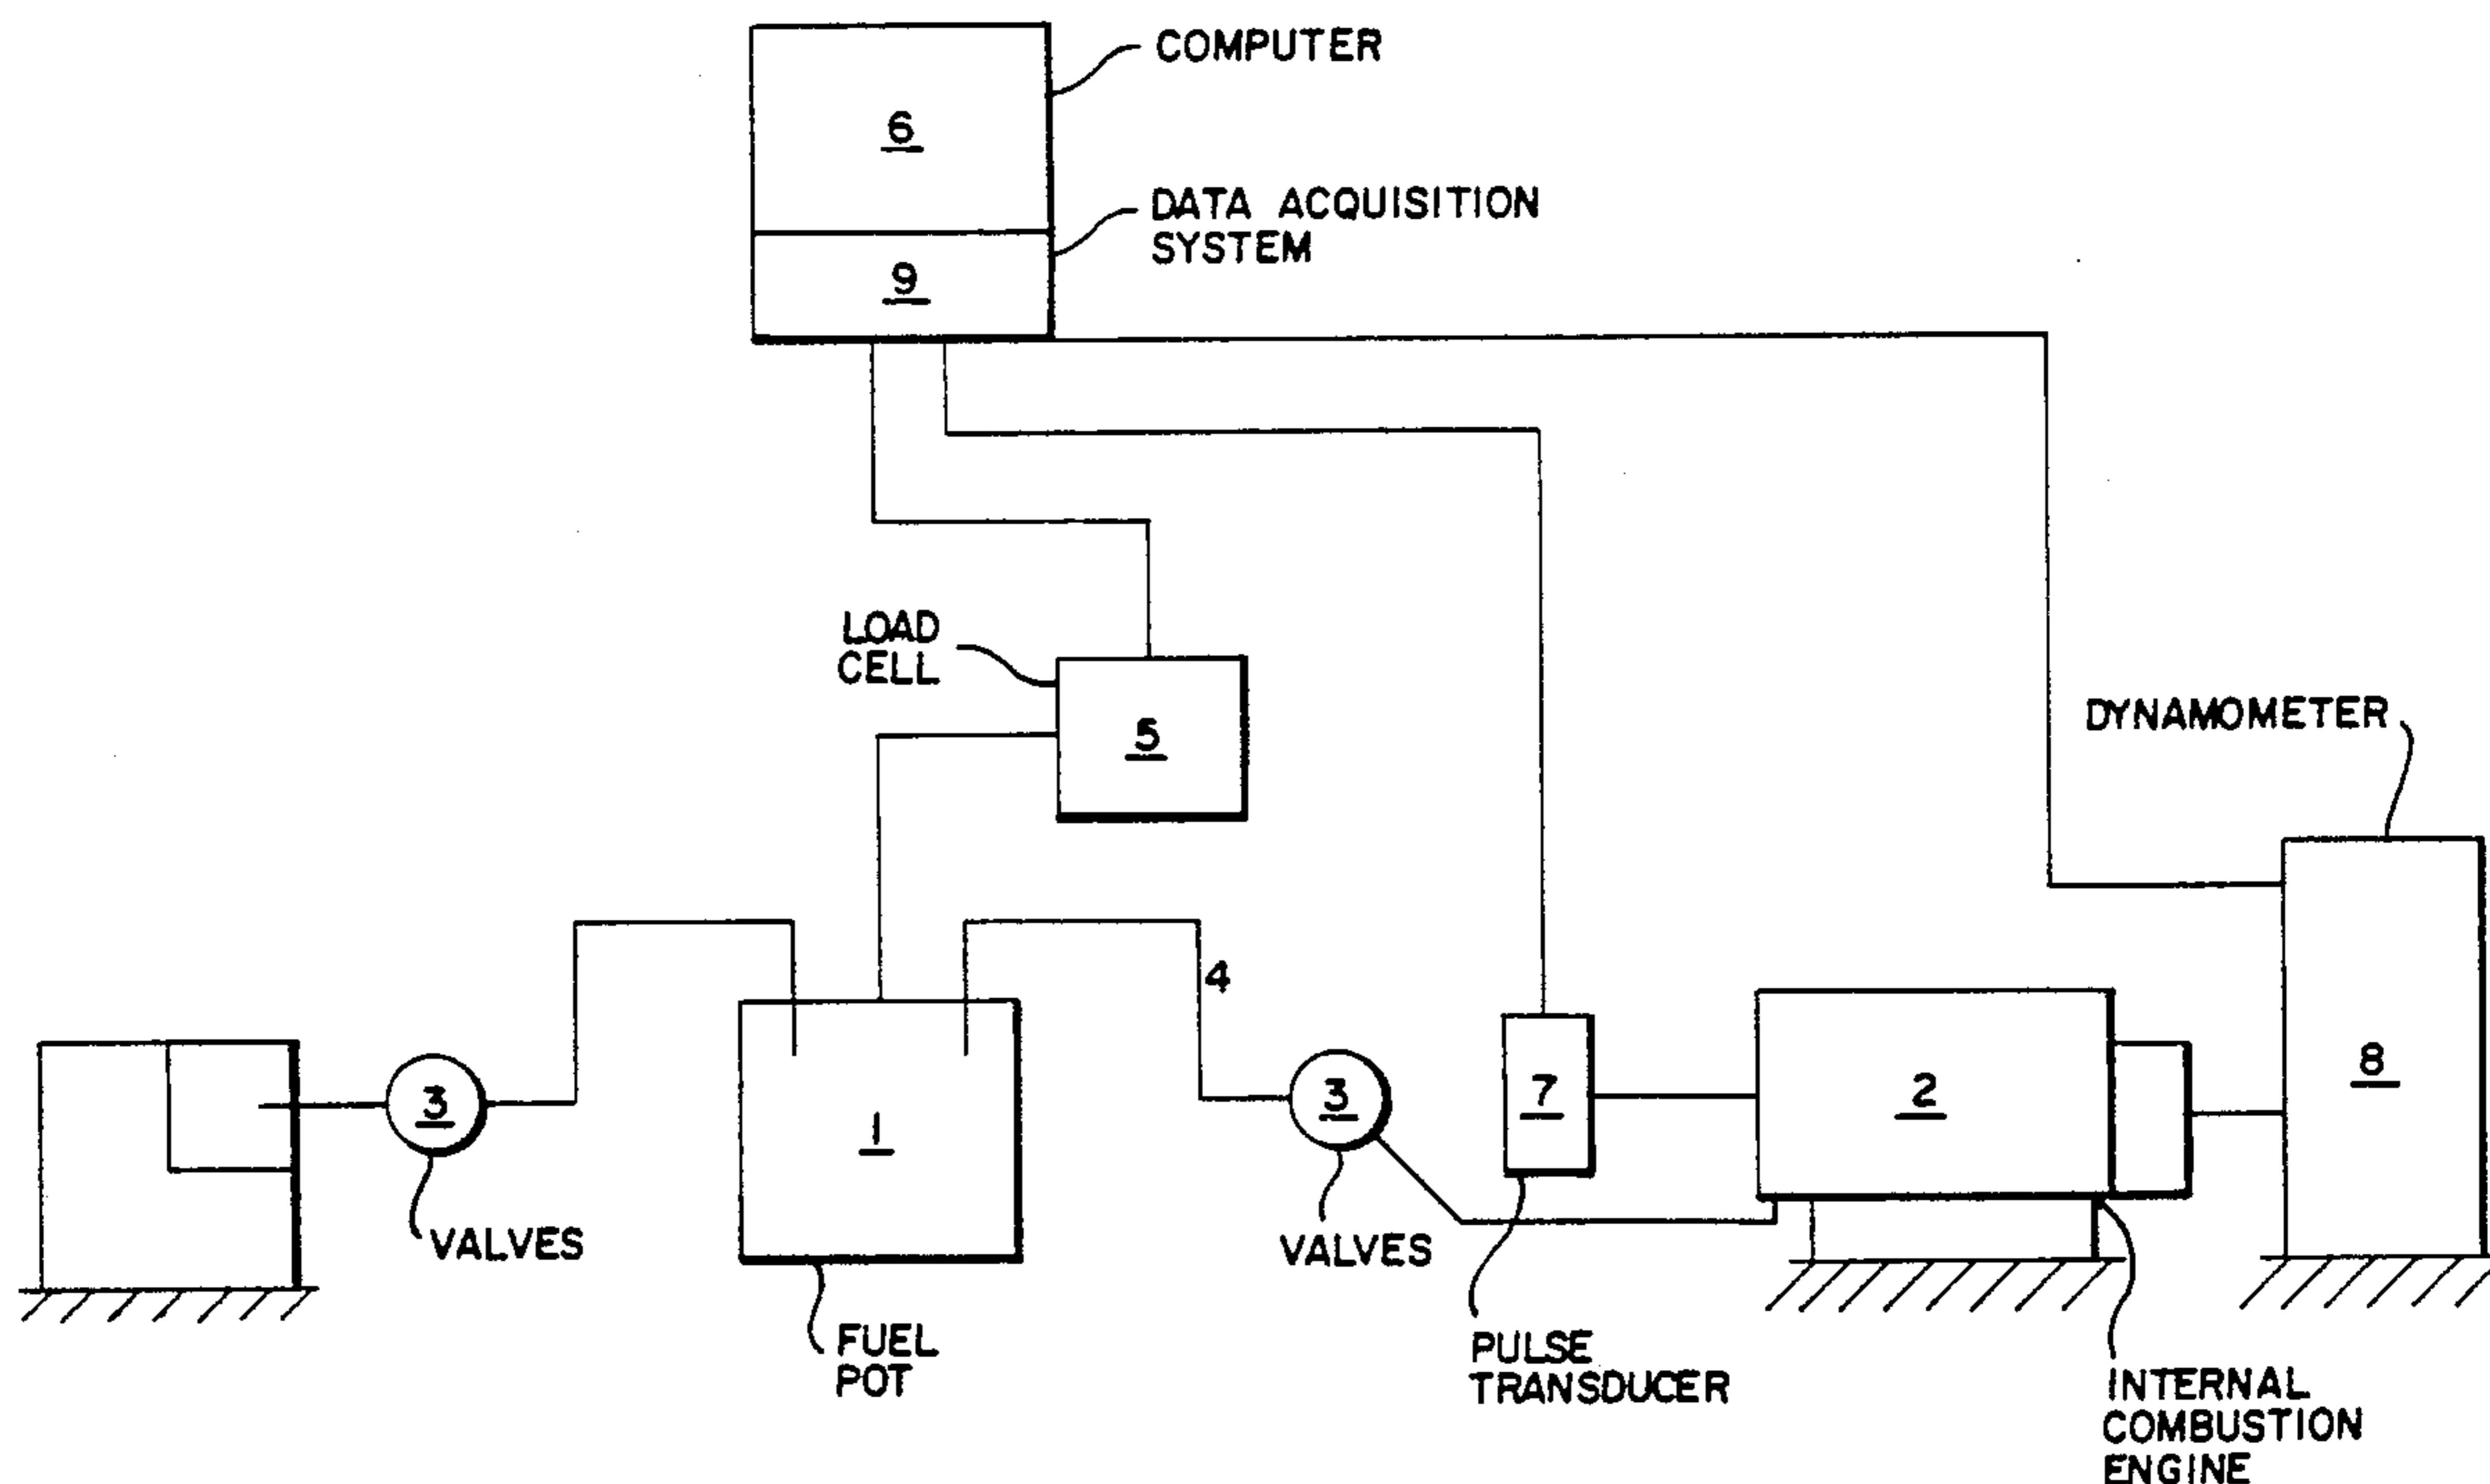 COMPUTER
6
DATA ACQUISITION
SYSTEM
9
LOAD
CELL
5
DYNAMOMETER
4
3
1
3
7
2
8
VALVES
VALVES
FUEL
POT
PULSE
TRANSDUCER
INTERNAL
COMBUSTION
ENGINE